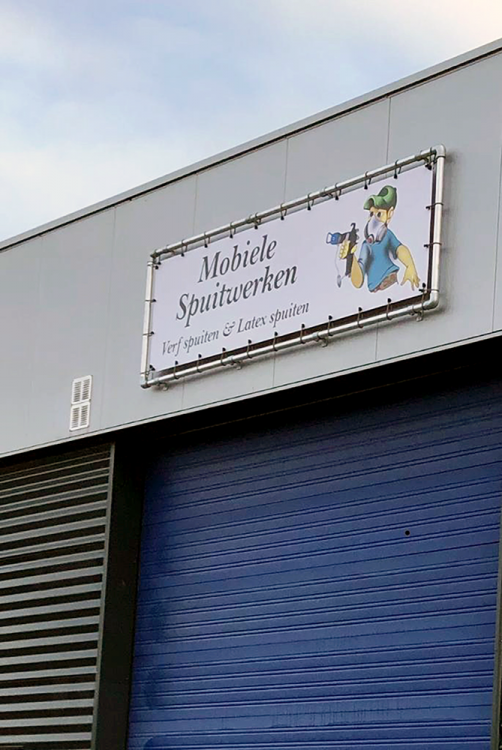 Mobiele
Spuitwerken
Verf spuiten & Latex spuiten